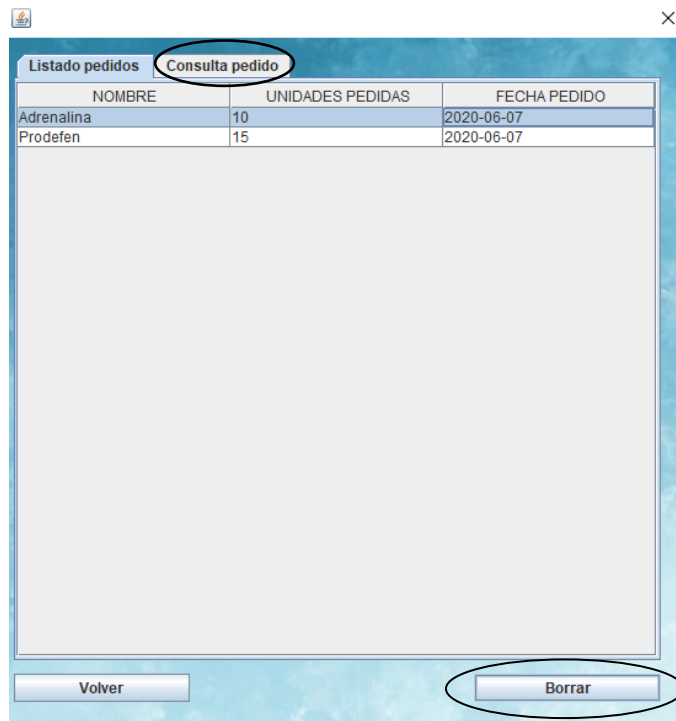 Listado pedidos Consulta pedido
NOMBRE UNIDADES PEDIDAS FECHA PEDIDO
Adrenalina 10 2020-06-07
Prodefen 15 2020-06-07
Volver Borrar